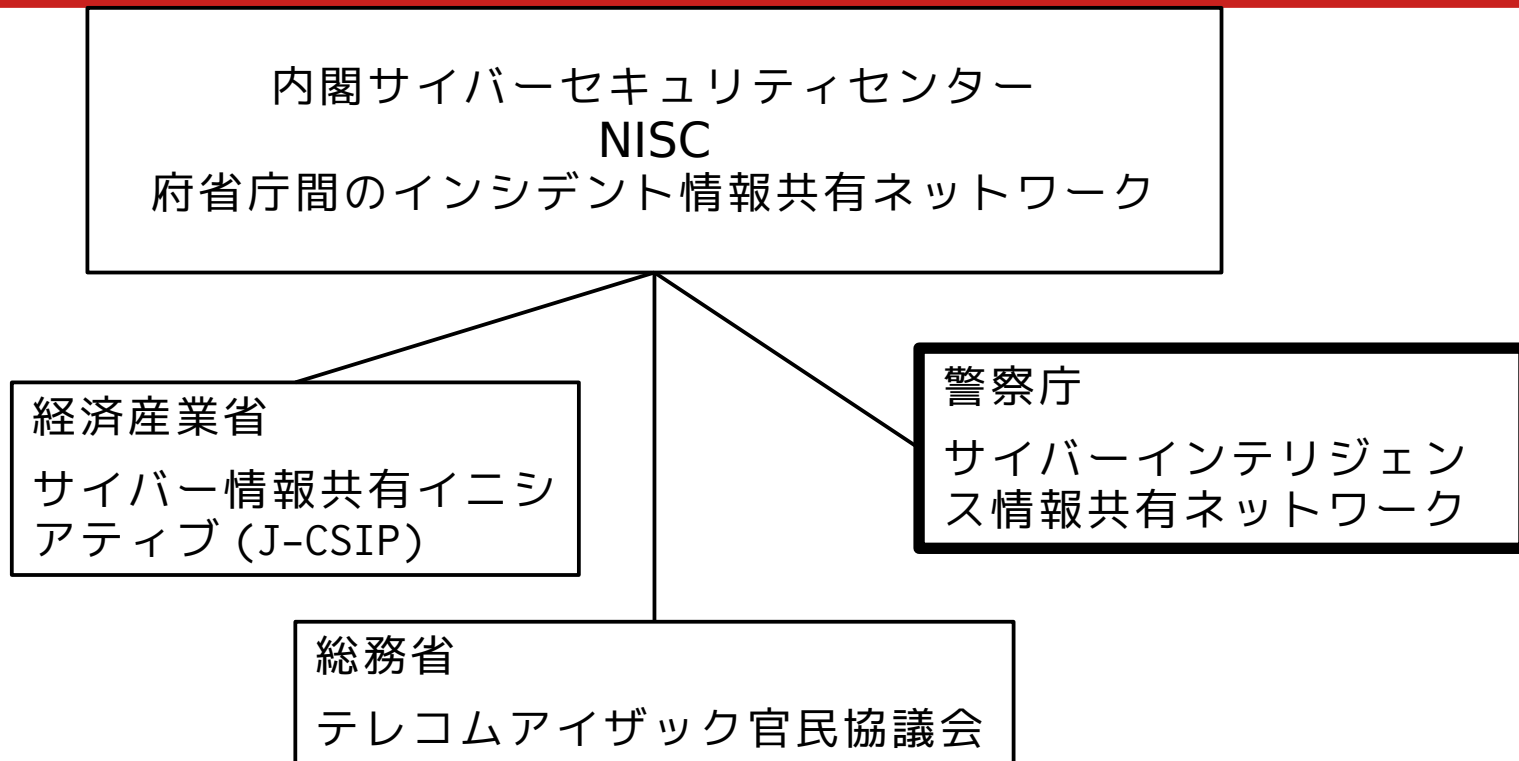 内閣サイバーセキュリティセンター
NISC
府省庁間のインシデント情報共有ネットワーク
経済産業省
サイバー情報共有イニシ
アティブ (J-CSIP)
警察庁
サイバーインテリジェン
ス情報共有ネットワーク
総務省
テレコムアイザック官民協議会